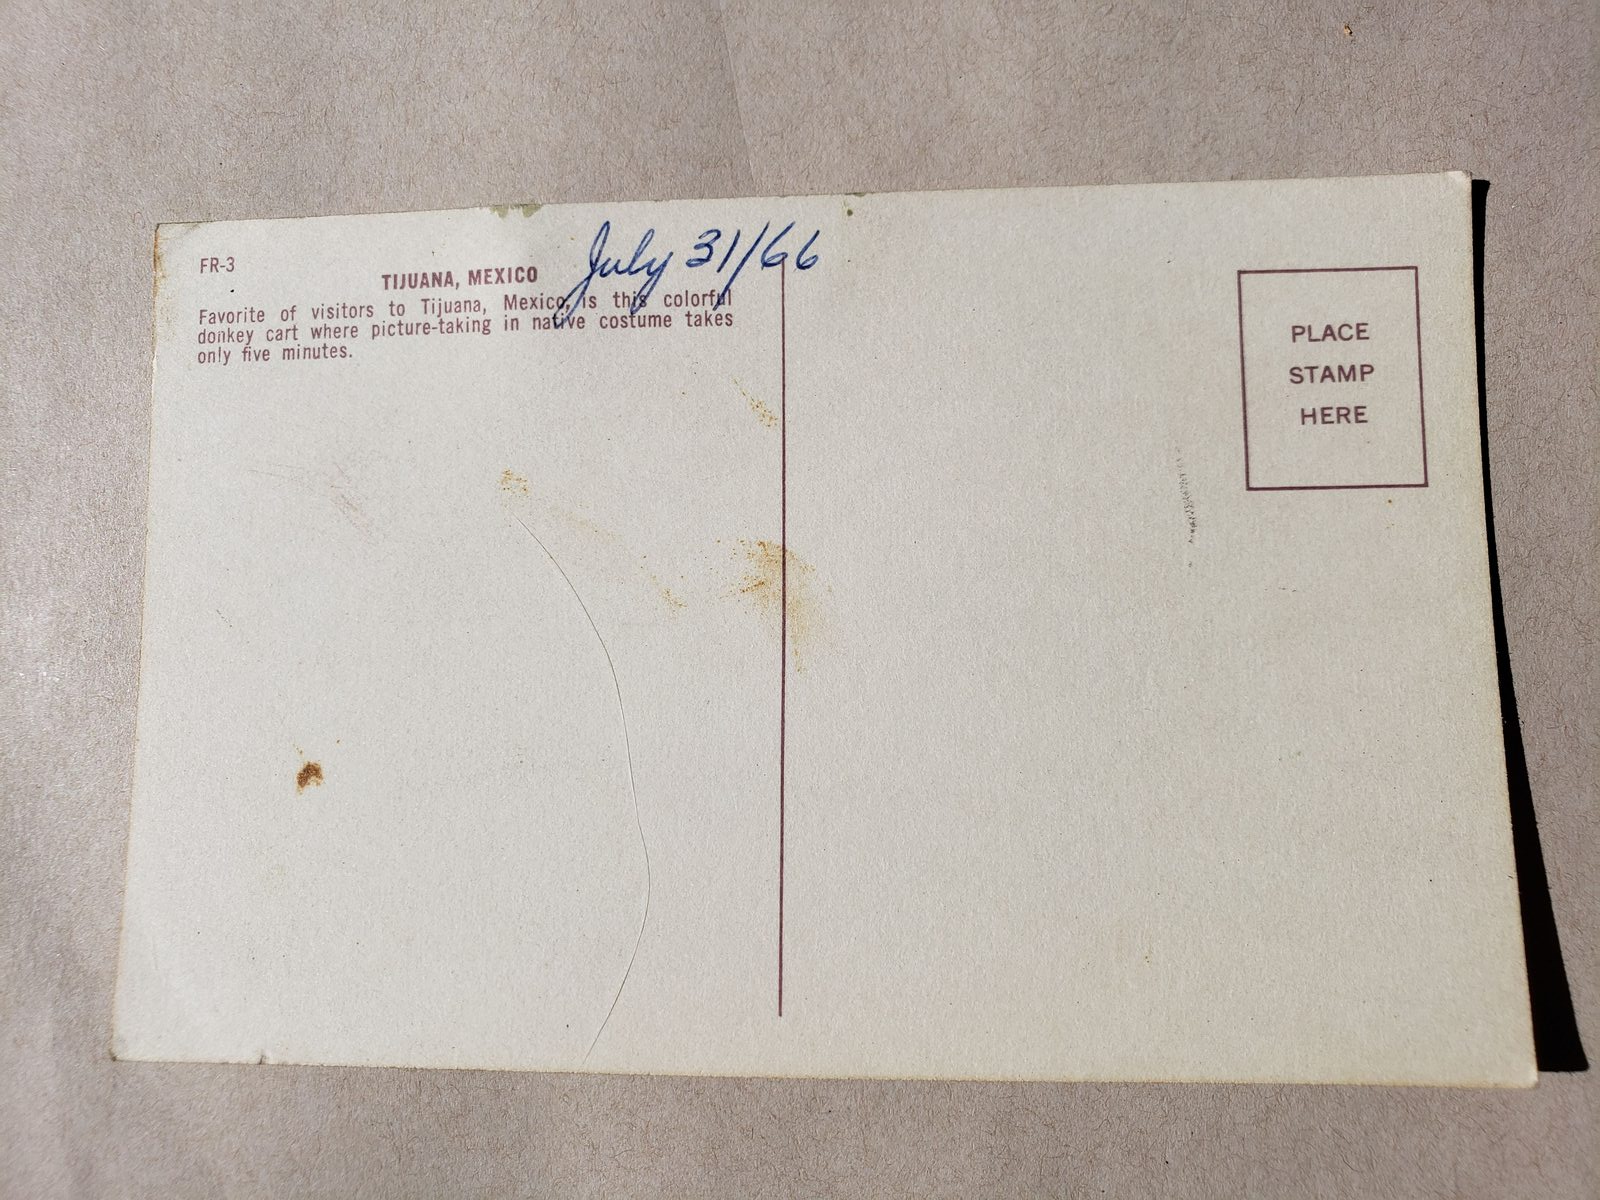 FR-3
TIJUANA, MEXICO
July 31/66
Favorite of visitors to Tijuana, Mexico, is this colorful
donkey cart where picture-taking in native costume takes
only five minutes.
PLACE
STAMP
HERE